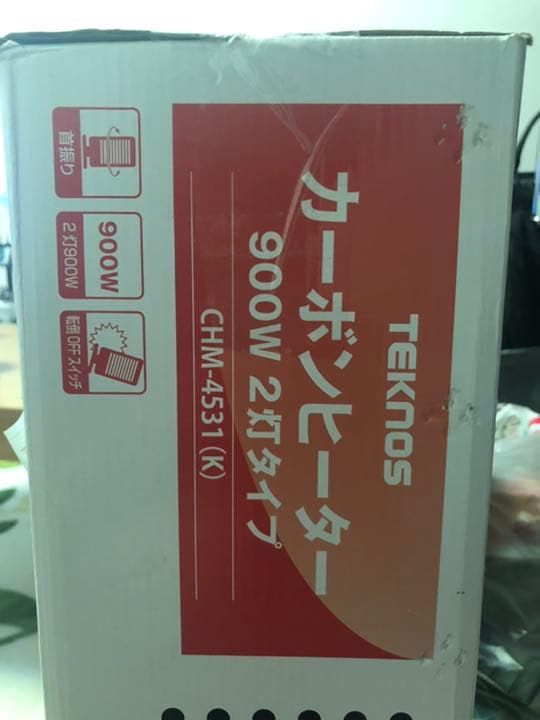 TEKNOS
カーボンヒーター
900W 2灯タイプ
CHM-4531(K)
首振り
900W
2灯900W
転倒OFFスイッチ